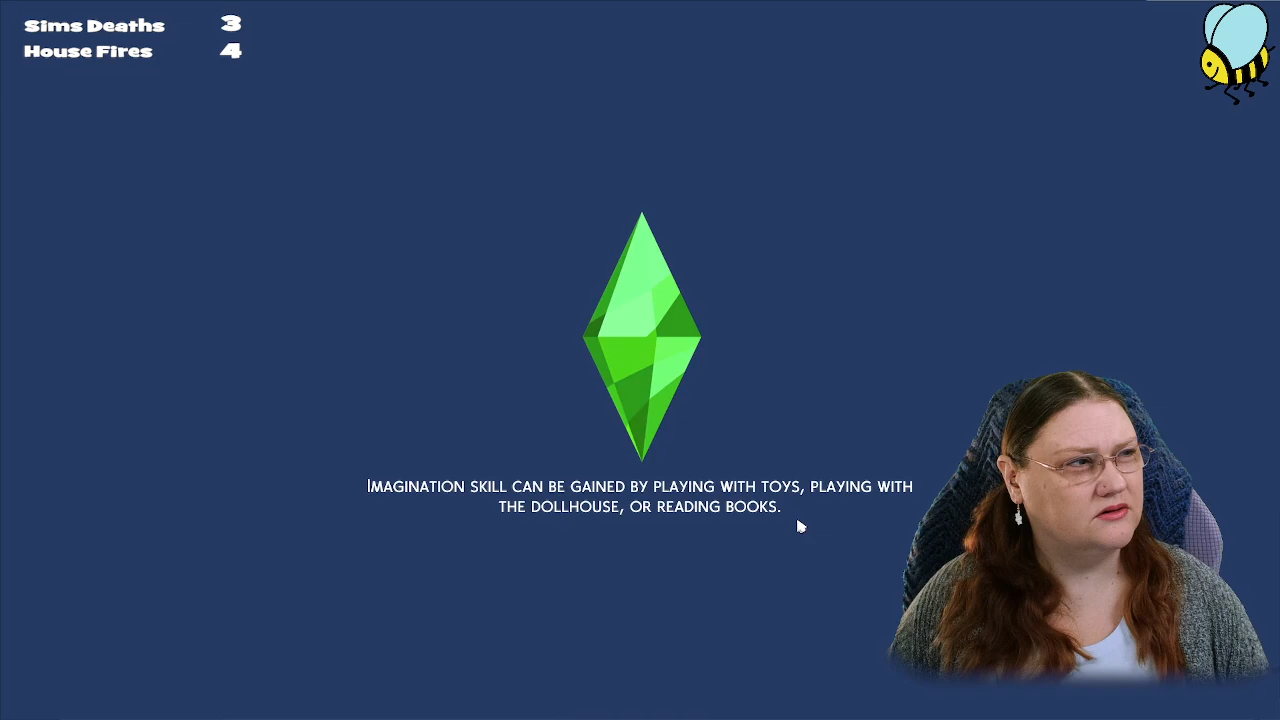 Sims Deaths 3
House Fires 4
IMAGINATION SKILL CAN BE GAINED BY PLAYING WITH TOYS, PLAYING WITH
THE DOLLHOUSE, OR READING BOOKS.